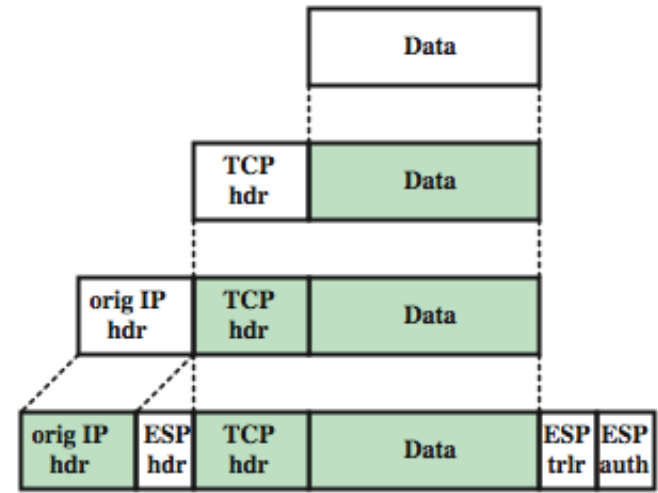 Data
TCP
hdr
Data
orig IP
hdr
TCP
hdr
Data
orig IP
hdr
ESP
hdr
TCP
hdr
Data
ESP
trlr
ESP
auth